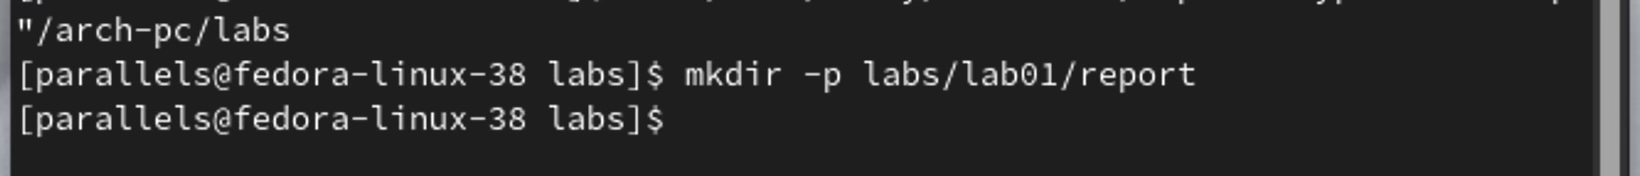 "/arch-pc/labs
[parallels@fedora-linux-38 labs]$ mkdir -p labs/lab01/report
[parallels@fedora-linux-38 labs]$